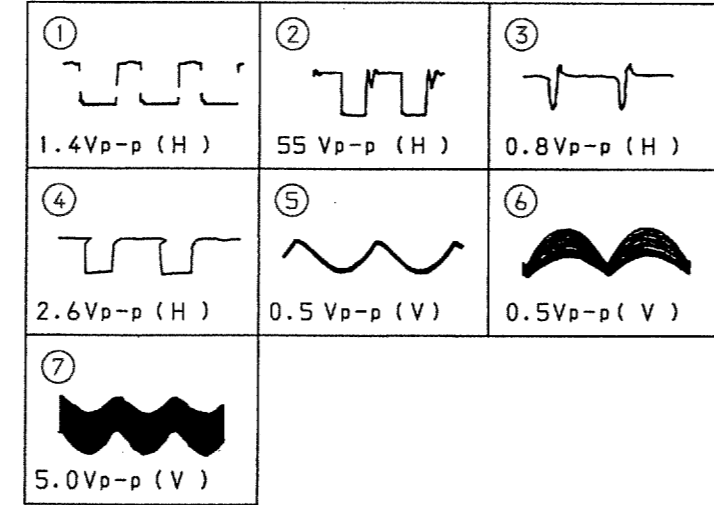 ① ② ③
1.4Vp-p (H) 55 Vp-p (H) 0.8Vp-p (H)
④ ⑤ ⑥
2.6Vp-p (H) 0.5 Vp-p (V) 0.5Vp-p (V)
⑦
5.0Vp-p (V)